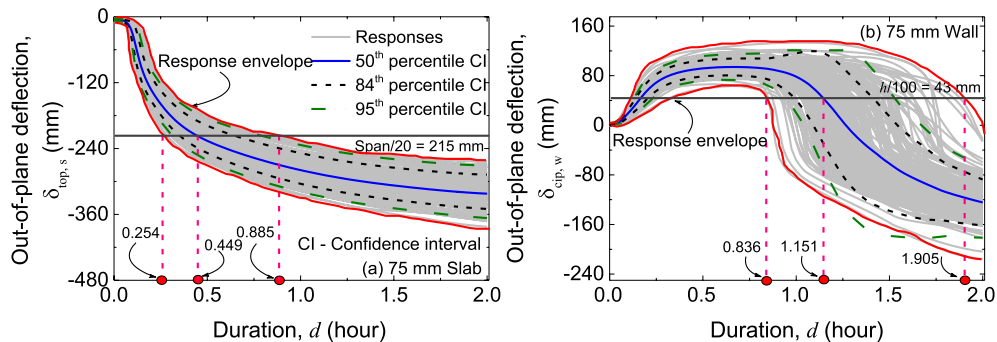 Out-of-plane deflection,
δtop, s (mm)
0
-120
-240
-360
-480
Responses
50th percentile CI
84th percentile CI
95th percentile CI
Response envelope
Span/20 = 215 mm
0.254
0.449
0.885
CI - Confidence interval
(a) 75 mm Slab
0.0 0.5 1.0 1.5 2.0
Duration, d (hour)
Out-of-plane deflection,
δcip, w (mm)
160
80
0
-80
-160
-240
(b) 75 mm Wall
h/100 = 43 mm
Response envelope
0.836
1.151
1.905
0.0 0.5 1.0 1.5 2.0
Duration, d (hour)